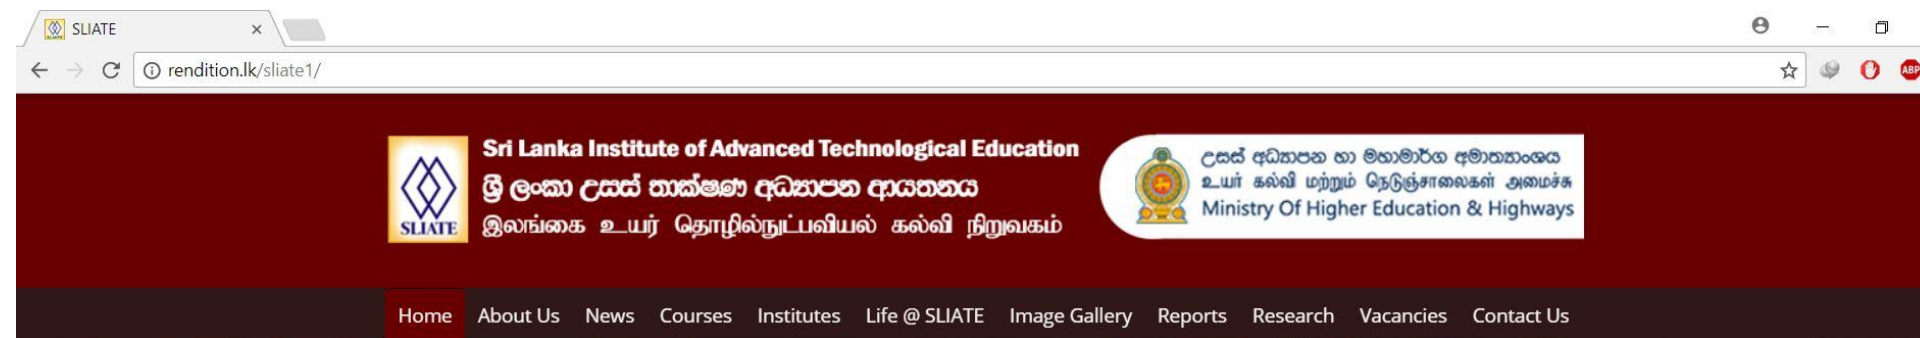 SLIATE
rendition.lk/sliate1/
ABP
SLIATE
Sri Lanka Institute of Advanced Technological Education
ශ්‍රී ලංකා උසස් තාක්ෂණ අධ්‍යාපන ආයතනය
இலங்கை உயர் தொழில்நுட்பவியல் கல்வி நிறுவகம்
උසස් අධ්‍යාපන හා මහාමාර්ග අමාත්‍යාංශය
உயர் கல்வி மற்றும் நெடுஞ்சாலைகள் அமைச்சு
Ministry Of Higher Education & Highways
Home About Us News Courses Institutes Life @ SLIATE Image Gallery Reports Research Vacancies Contact Us